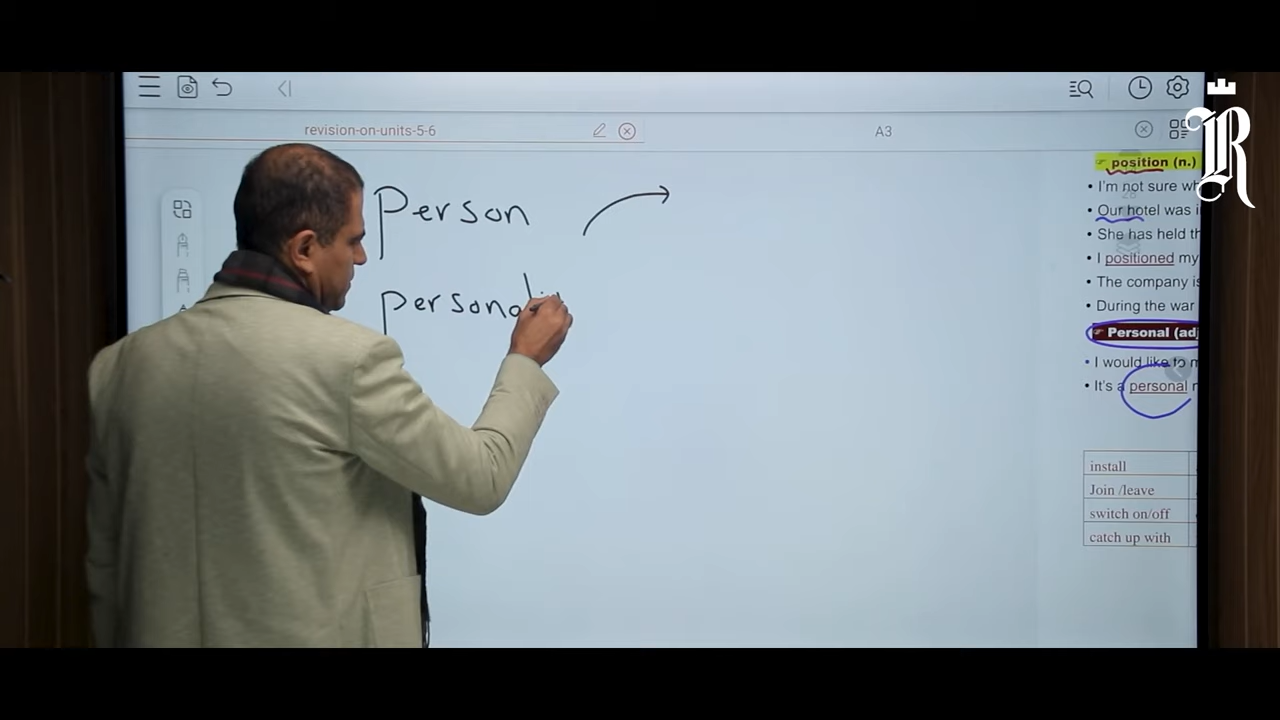 revision-on-units-5-6
A3
Person
persona
position (n.)
• I'm not sure wh
• Our hotel was i
• She has held th
• I positioned my
• The company is
• During the war
Personal (adj
• I would like to m
• It's a personal
install
Join /leave
switch on/off
catch up with
R